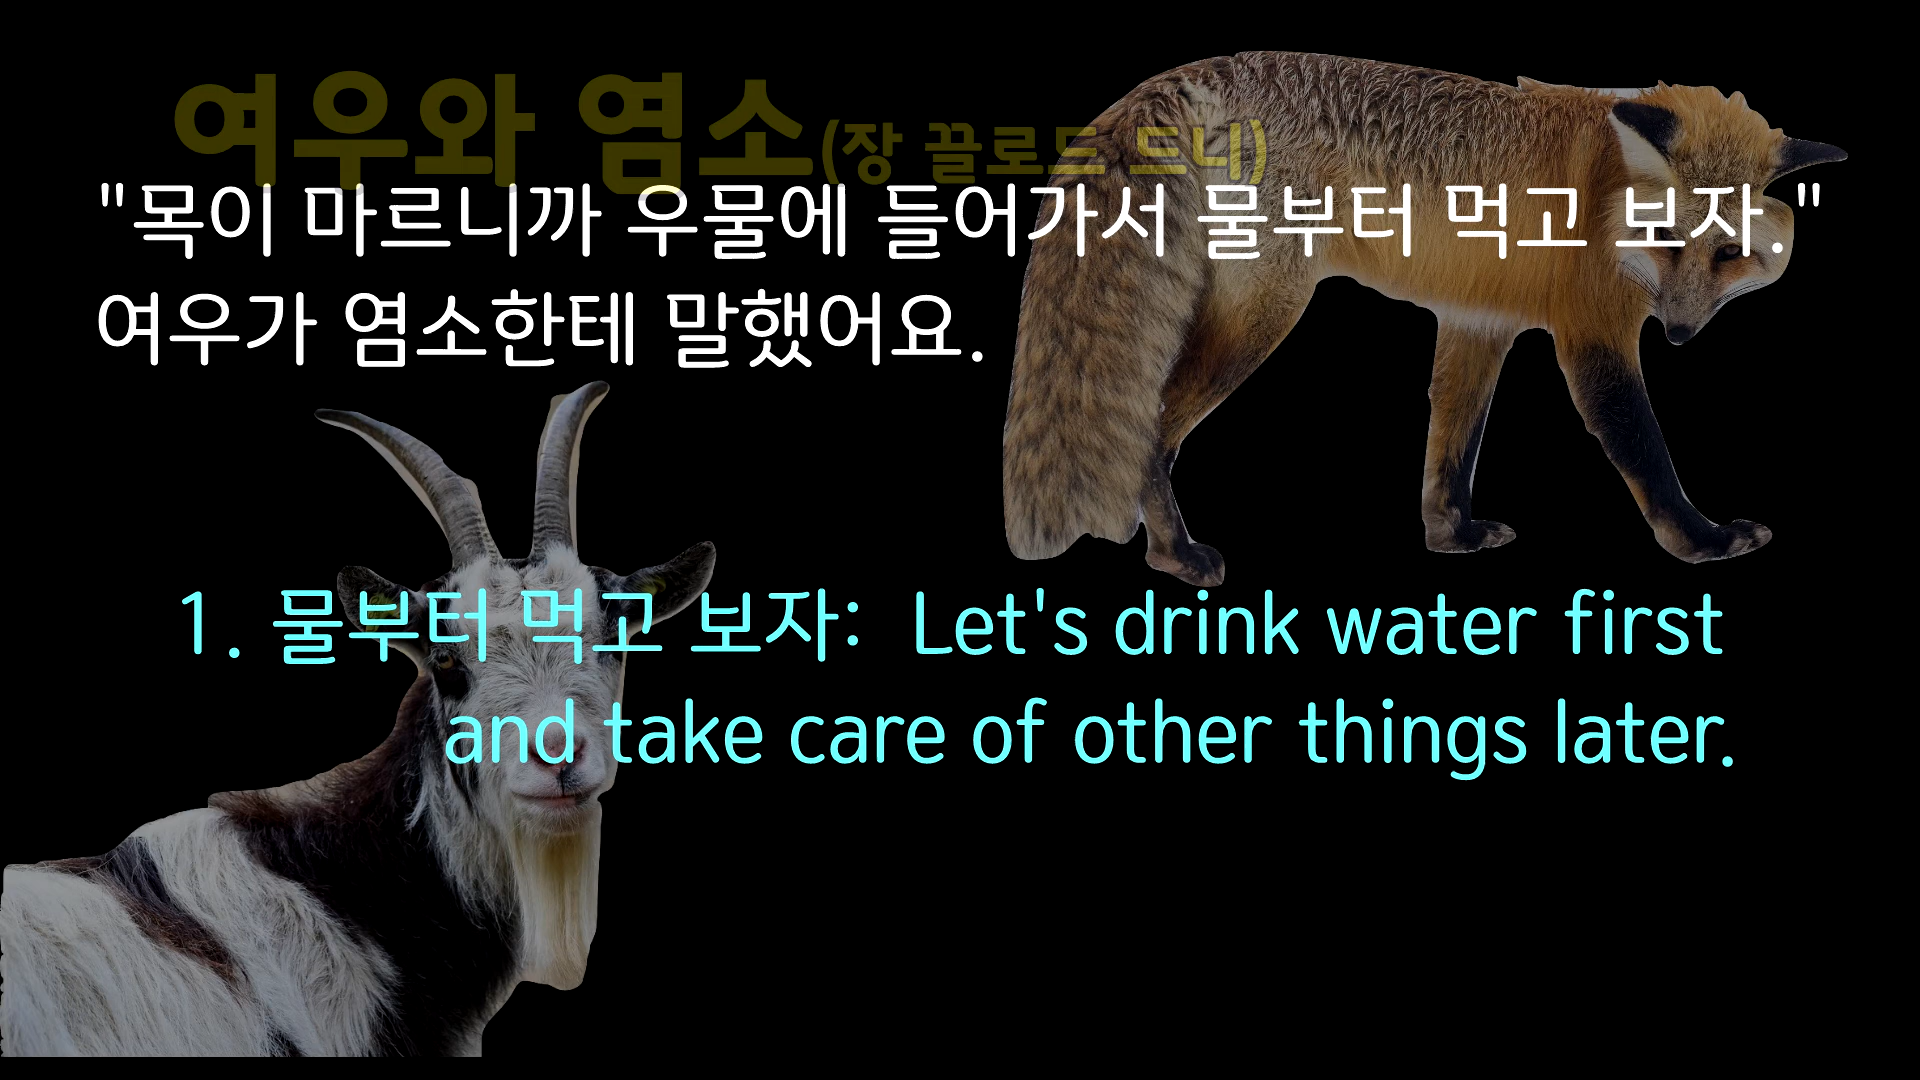 여우와 염소(장 끌로드 드네)
"목이 마르니까 우물에 들어가서 물부터 먹고 보자."
여우가 염소한테 말했어요.
1. 물부터 먹고 보자: Let's drink water first
and take care of other things later.